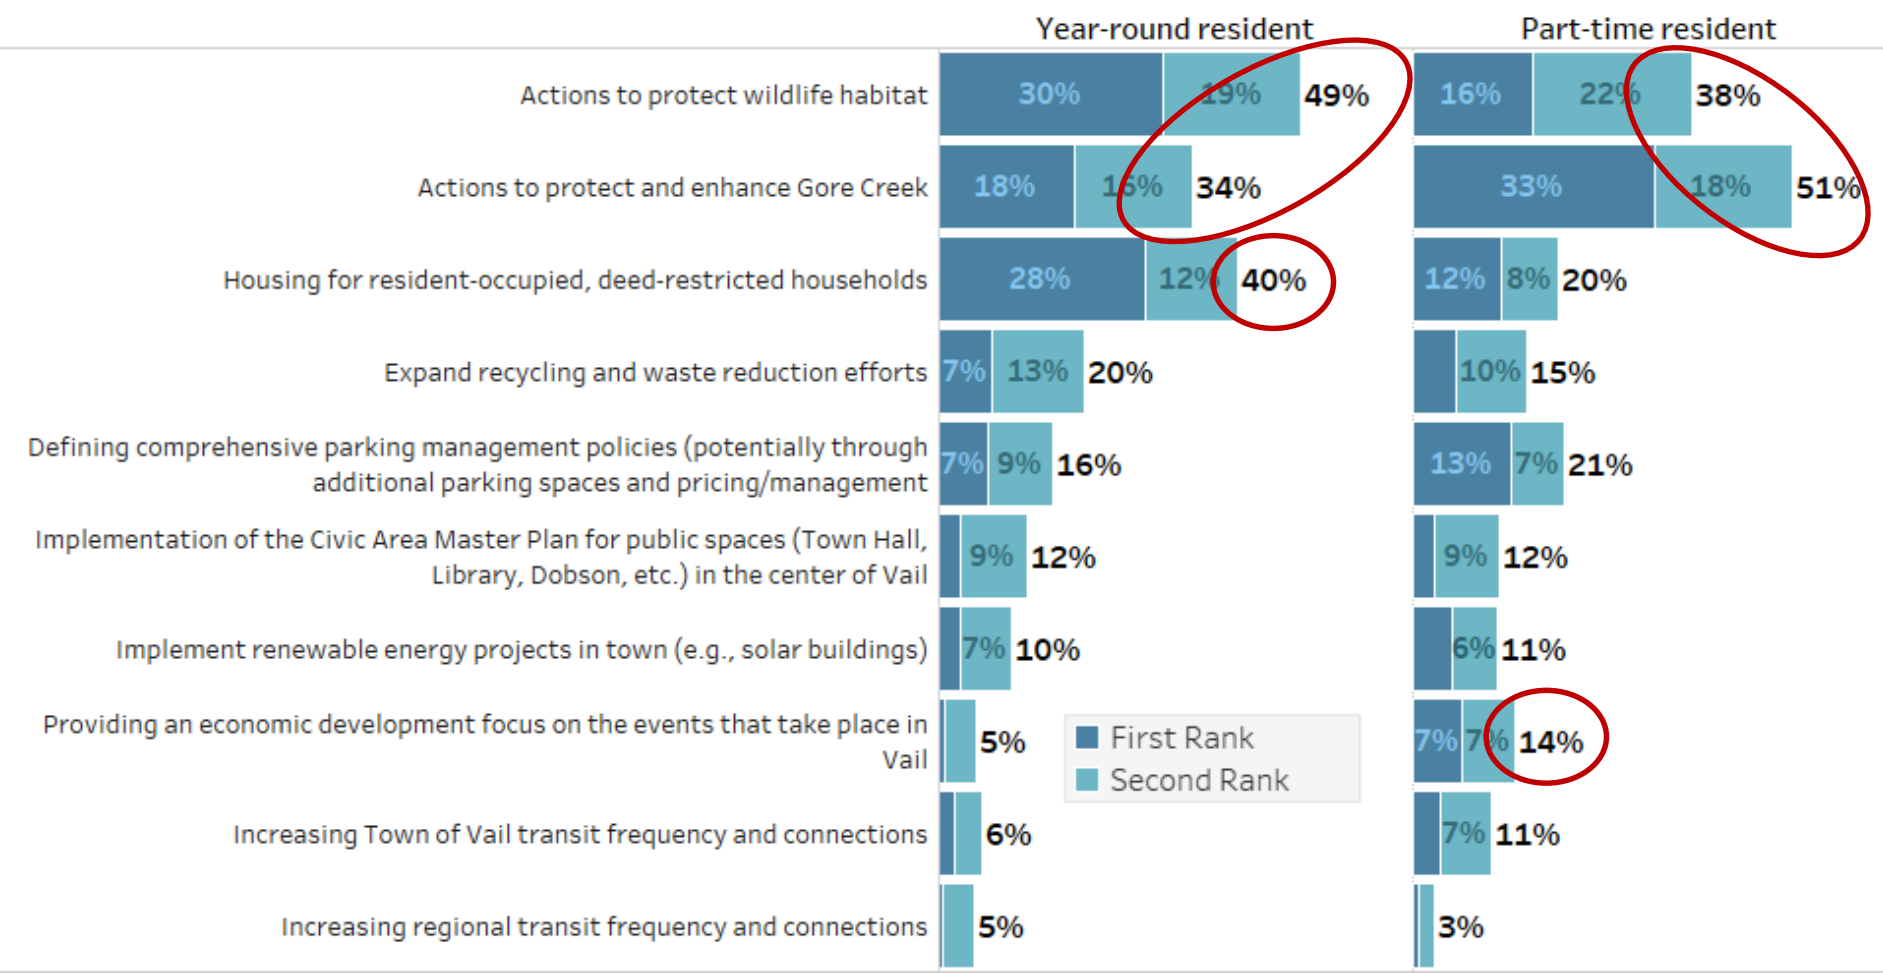 Year-round resident Part-time resident
Actions to protect wildlife habitat 30% 19% 49% 16% 22% 38%
Actions to protect and enhance Gore Creek 18% 16% 34% 33% 18% 51%
Housing for resident-occupied, deed-restricted households 28% 12% 40% 12% 8% 20%
Expand recycling and waste reduction efforts 7% 13% 20% 10% 15%
Defining comprehensive parking management policies (potentially through
additional parking spaces and pricing/management 7% 9% 16% 13% 7% 21%
Implementation of the Civic Area Master Plan for public spaces (Town Hall,
Library, Dobson, etc.) in the center of Vail 9% 12% 9% 12%
Implement renewable energy projects in town (e.g., solar buildings) 7% 10% 6% 11%
Providing an economic development focus on the events that take place in
Vail 5% 7% 7% 14%
First Rank
Second Rank
Increasing Town of Vail transit frequency and connections 6% 7% 11%
Increasing regional transit frequency and connections 5% 3%